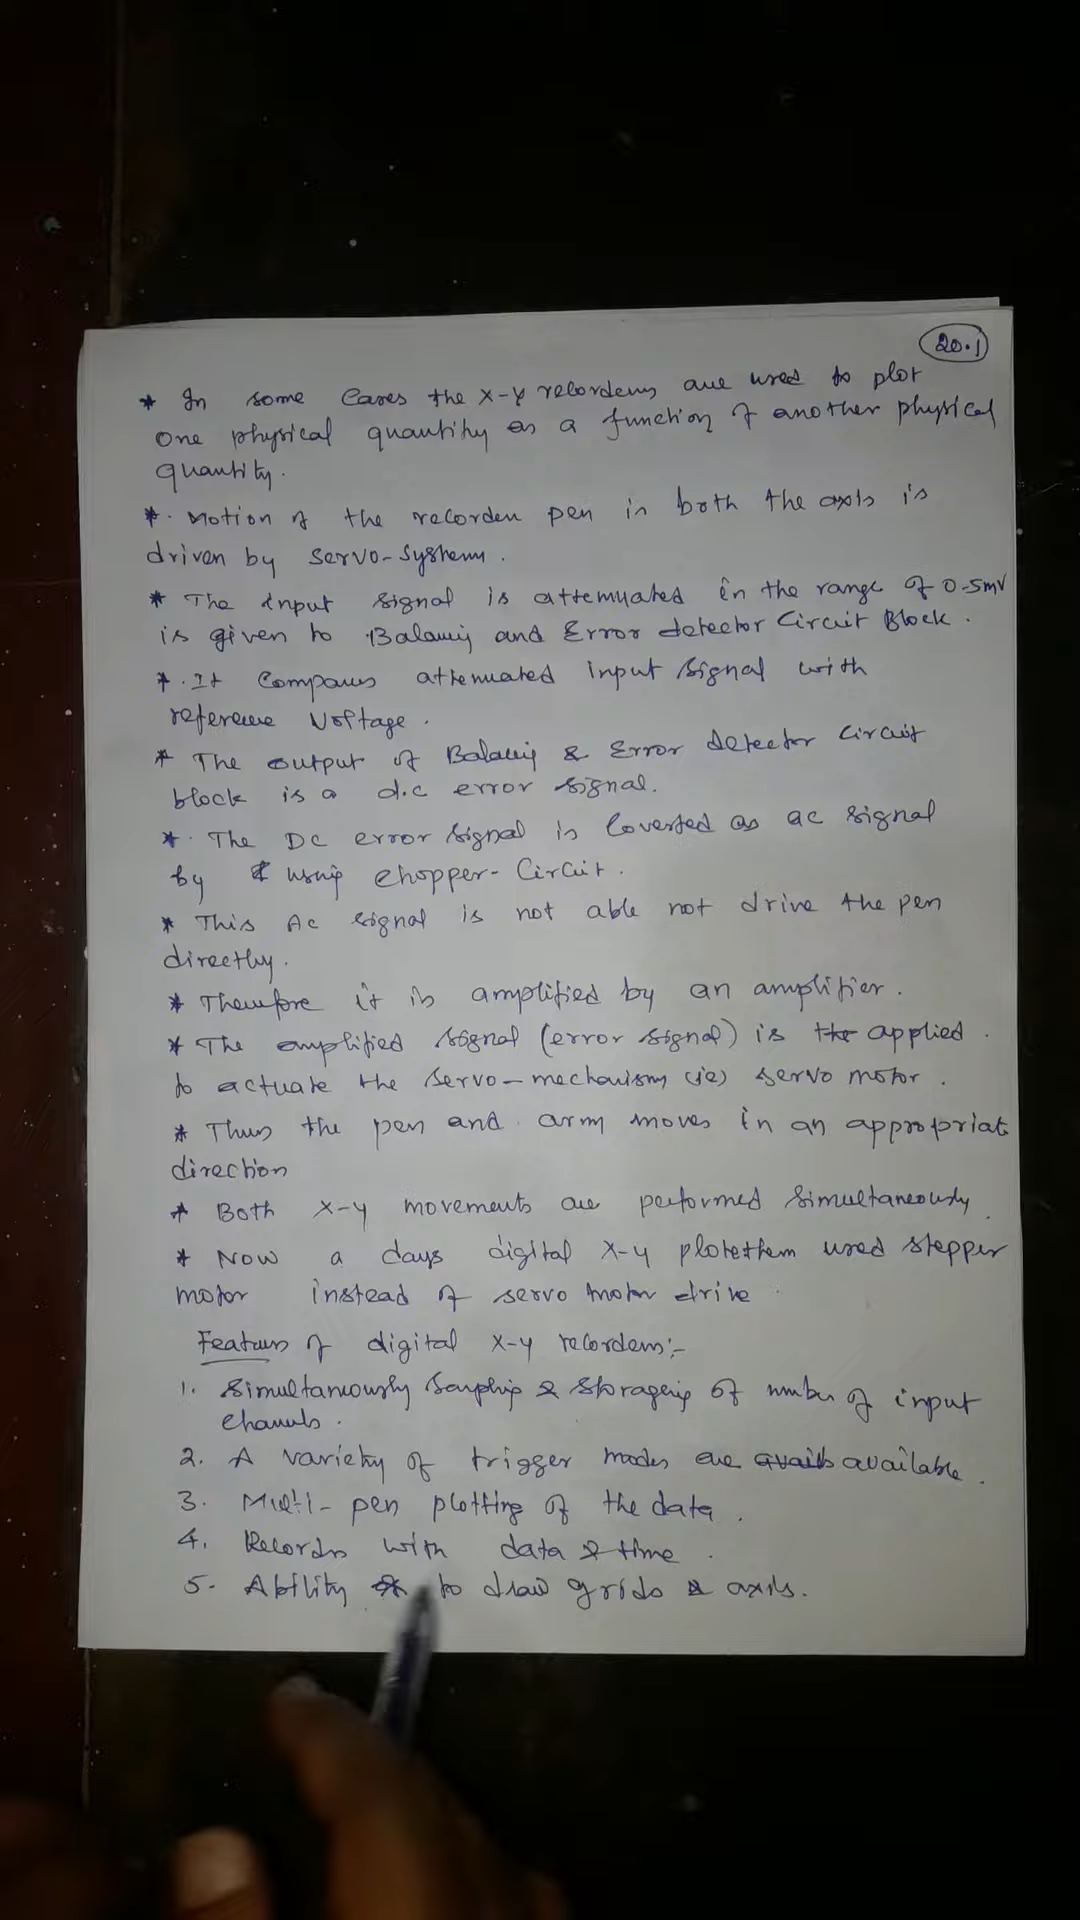 20.1
* In some Cases the X-Y recorders are used to plot
one physical quantity as a function of another physical
quantity.
*. Motion of the recorder pen in both the axis is
driven by servo-systems.
* The input signal is attenuated in the range of 0-5mV
is given to Balancing and Error detector Circuit Block.
*. It Compares attenuated input signal with
reference Voltage.
* The output of Balancing & Error detector circuit
block is a d.c error signal.
*. The DC error signal is Coverted as ac signal
by using chopper-Circuit.
* This AC signal is not able not drive the pen
directly.
* Therefore it is amplified by an amplifier.
* The amplified signal (error signal) is the applied
to actuate the servo-mechanism (ie) servo motor.
* Thus the pen and arm moves in an appropriat
direction
* Both X-Y movements are performed simultaneously.
* Now a days digital X-Y used stepper
motor instead of servo motor drive.
Features of digital X-Y recorders:-
1. Simultaneously sampling & storageing of number of input
channels.
2. A variety of trigger modes are available.
3. Multi-pen plotting of the data.
4. Records with data & time.
5. Ability to draw grids & axis.